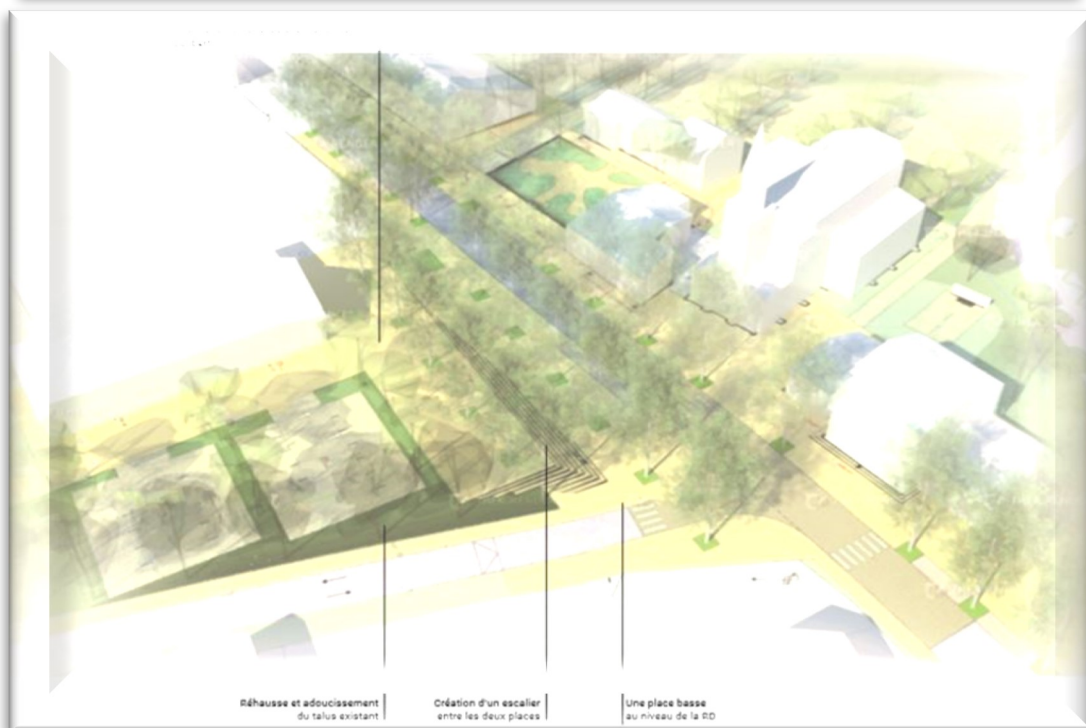 Réhausse et adoucissement
du talus existant
Création d'un escalier
entre les deux places
Une place basse
au niveau de la RD